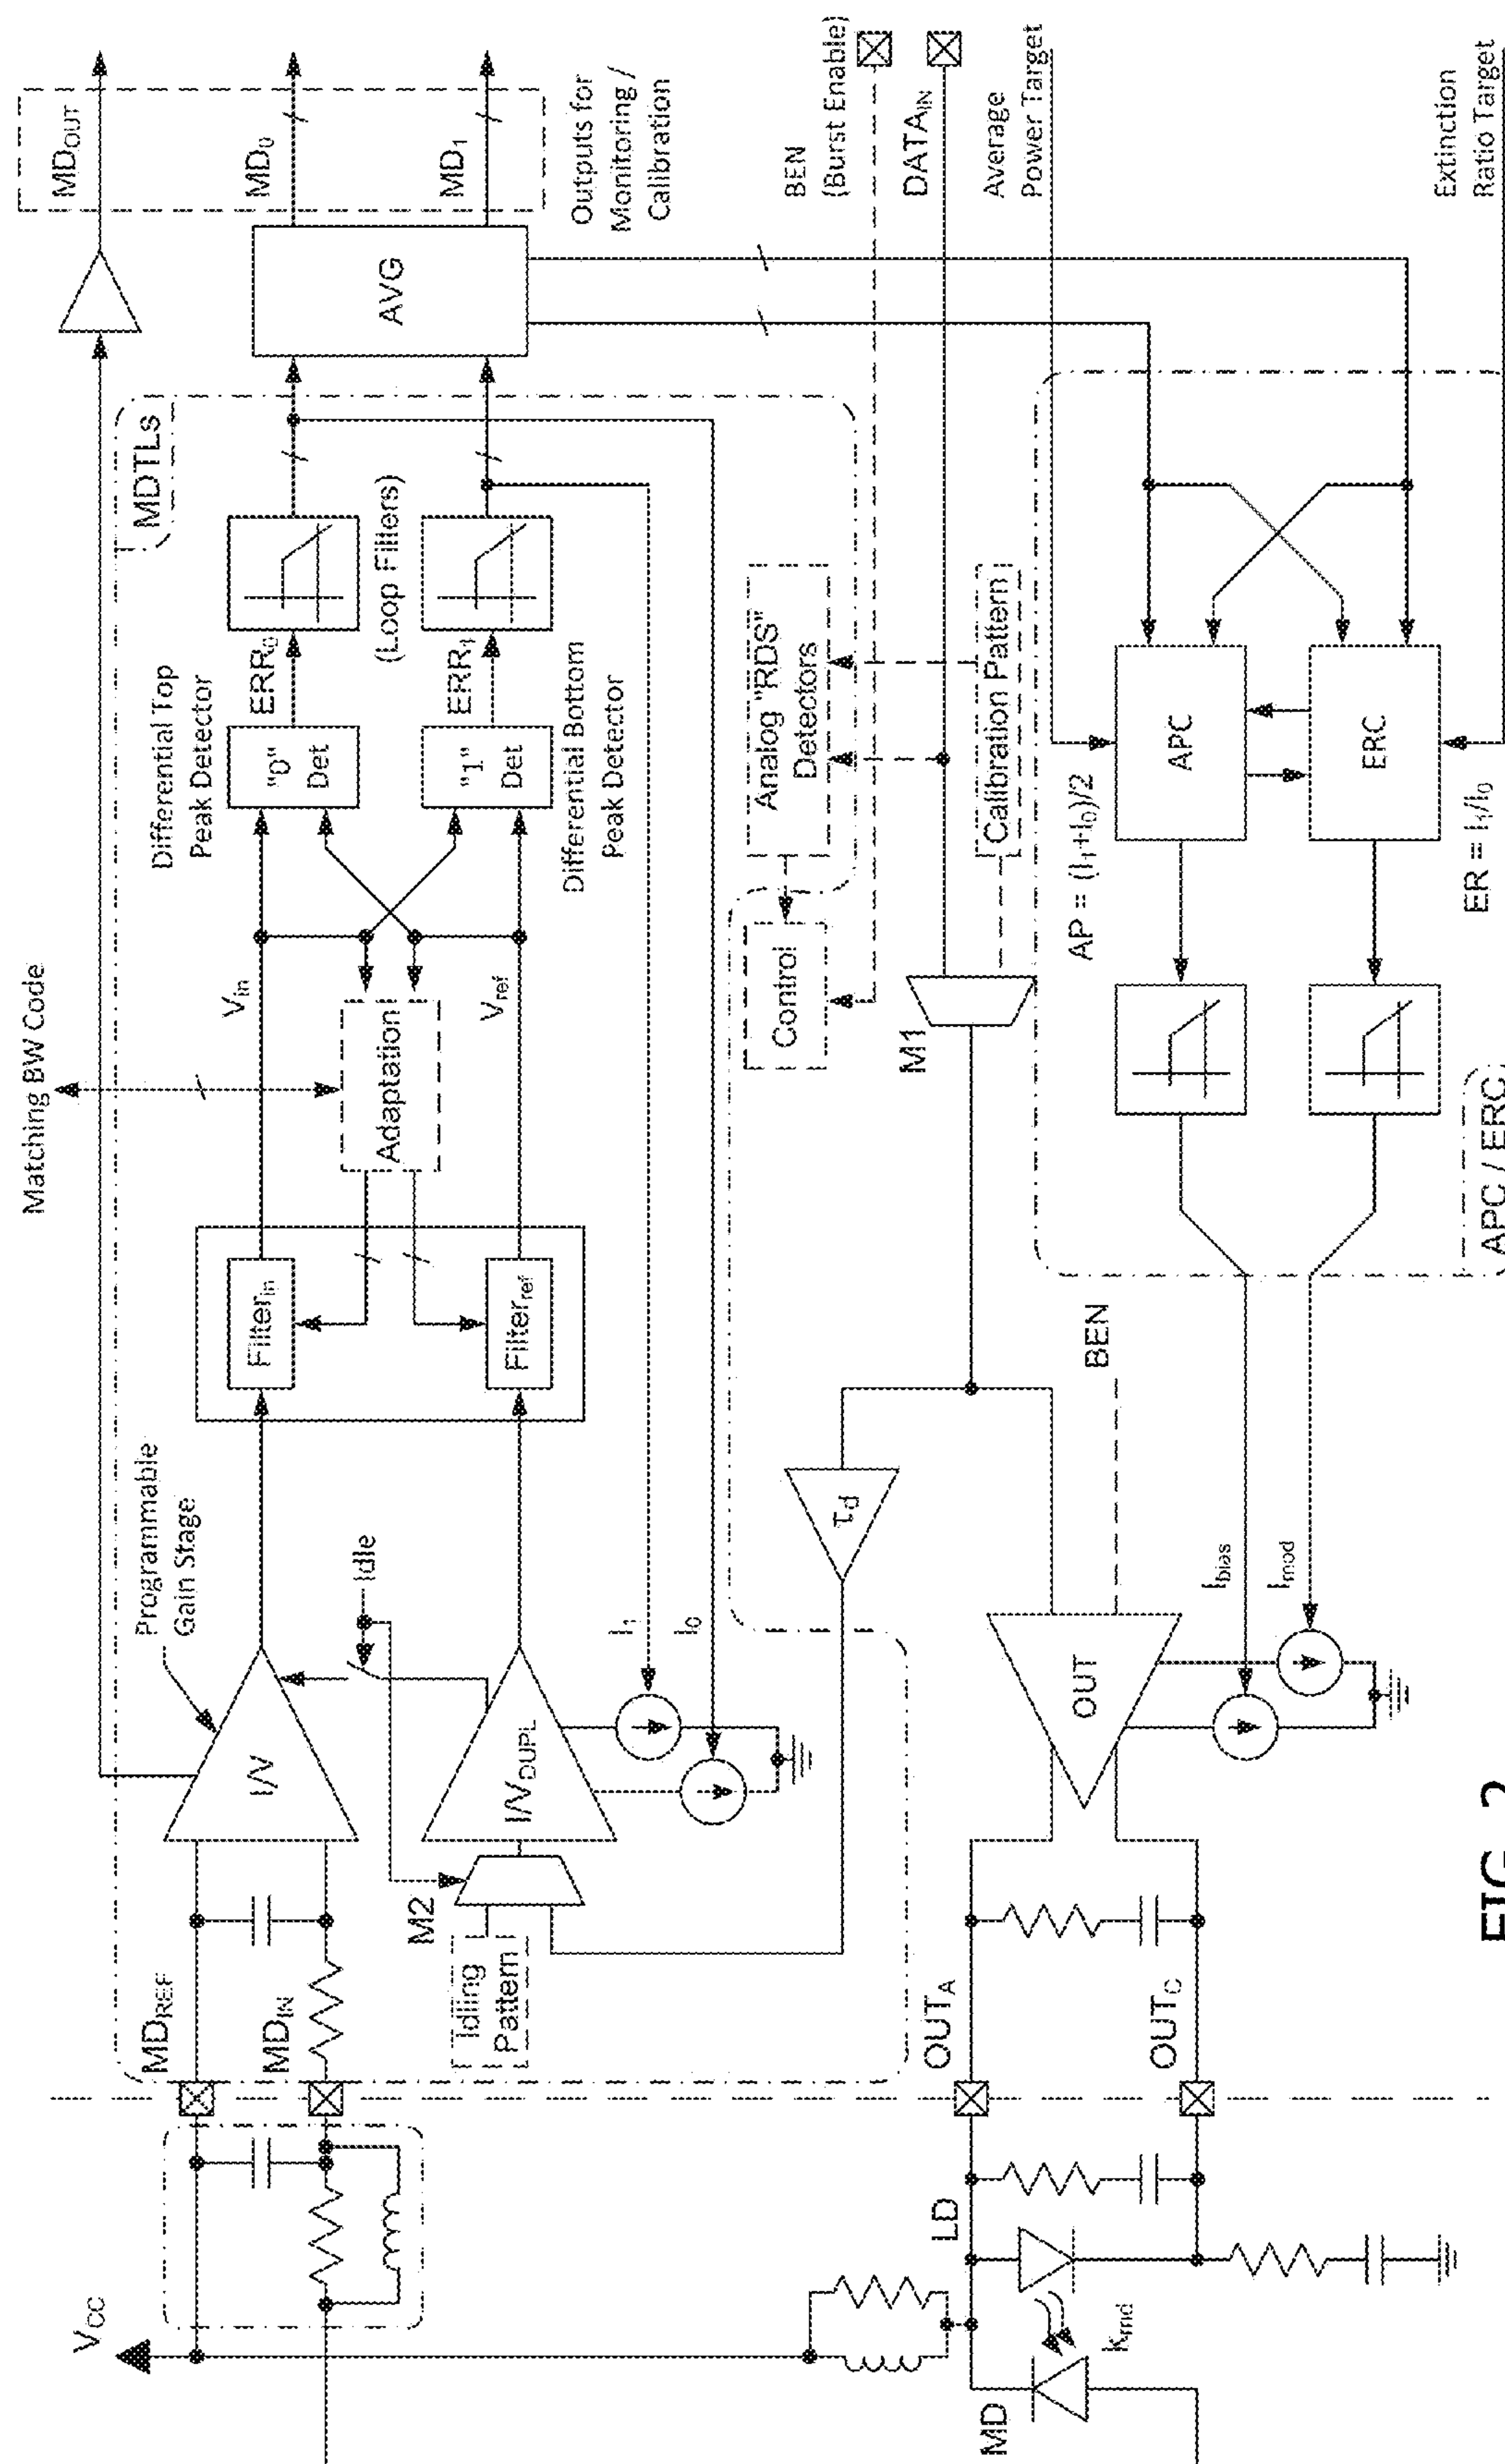 Matching BW Code
MDTLs
MD_OUT
MD_0
MD_1
Outputs for
Monitoring /
Calibration
AVG
Programmable
Gain Stage
Filter_in
Filter_ref
V_in
V_ref
Adaptation
Differential Top
Peak Detector
"0"
Det
ERR_0
(Loop Filters)
"1"
Det
ERR_1
Differential Bottom
Peak Detector
V_CC
MD_REF
MD_IN
I/V
I/V_DUPL
Idle
M2
Idling
Pattern
I_1
I_0
τ_d
Control
Analog "RDS"
Detectors
Calibration Pattern
M1
BEN
(Burst Enable)
DATA_IN
Average
Power Target
Extinction
Ratio Target
AP = (I_1+I_0)/2
APC
ERC
ER = I_1/I_0
APC / ERC
BEN
I_bias
I_mod
OUT
OUT_A
OUT_C
LD
MD
k_md
FIG. 2